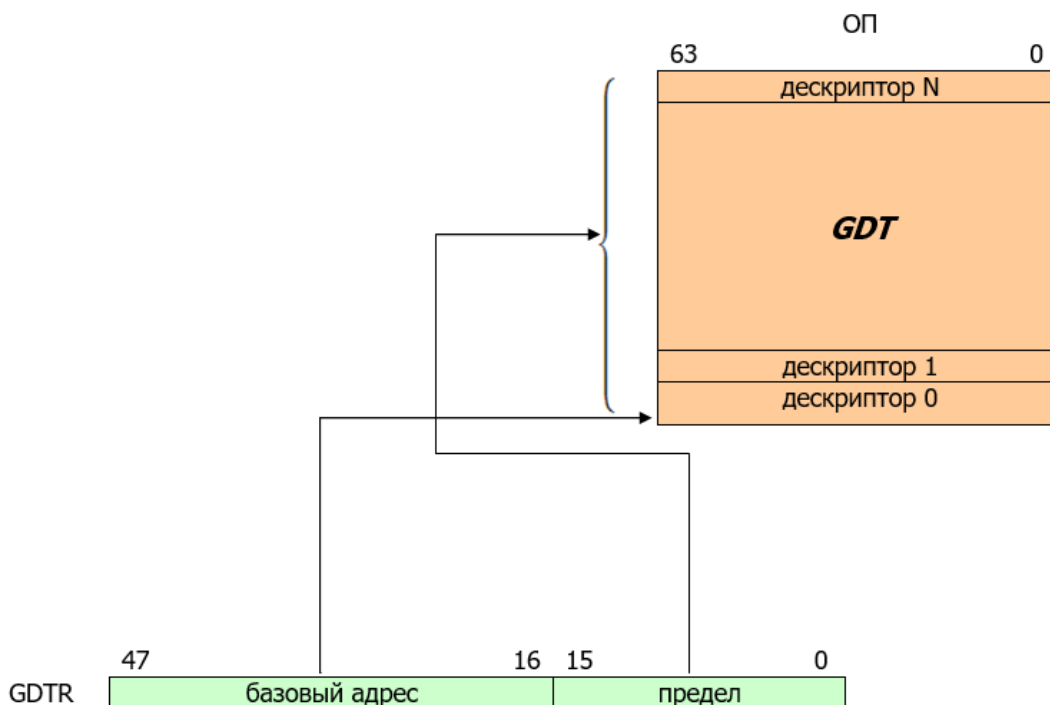 ОП
63 0
дескриптор N
GDT
дескриптор 1
дескриптор 0
47 16 15 0
GDTR базовый адрес предел